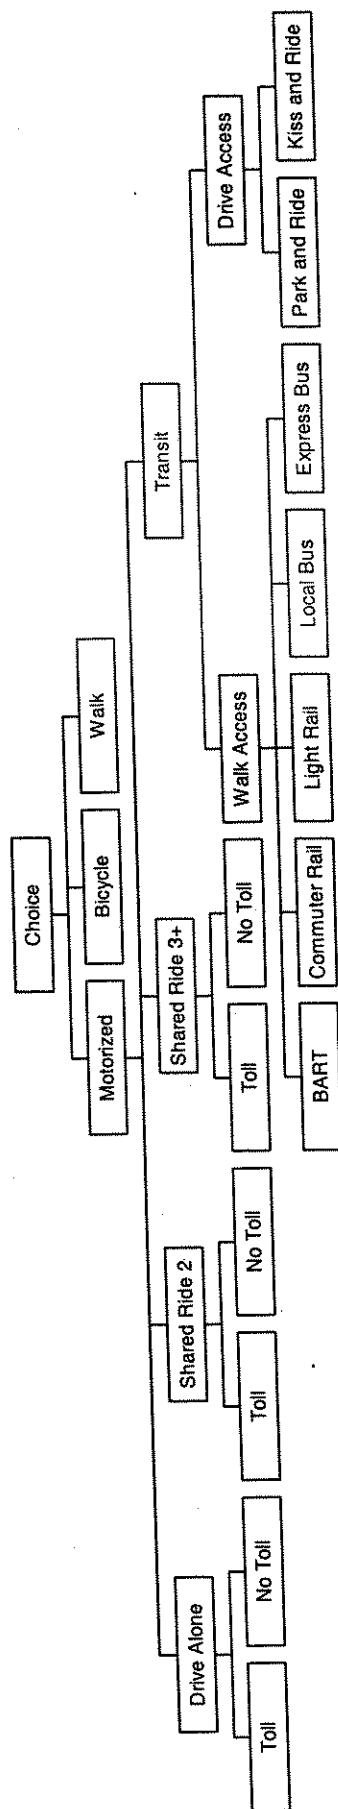 Choice
Motorized
Bicycle
Walk
Drive Alone
Shared Ride 2
Shared Ride 3+
Transit
Toll
No Toll
Toll
No Toll
Toll
No Toll
Walk Access
Drive Access
BART
Commuter Rail
Light Rail
Local Bus
Express Bus
Park and Ride
Kiss and Ride